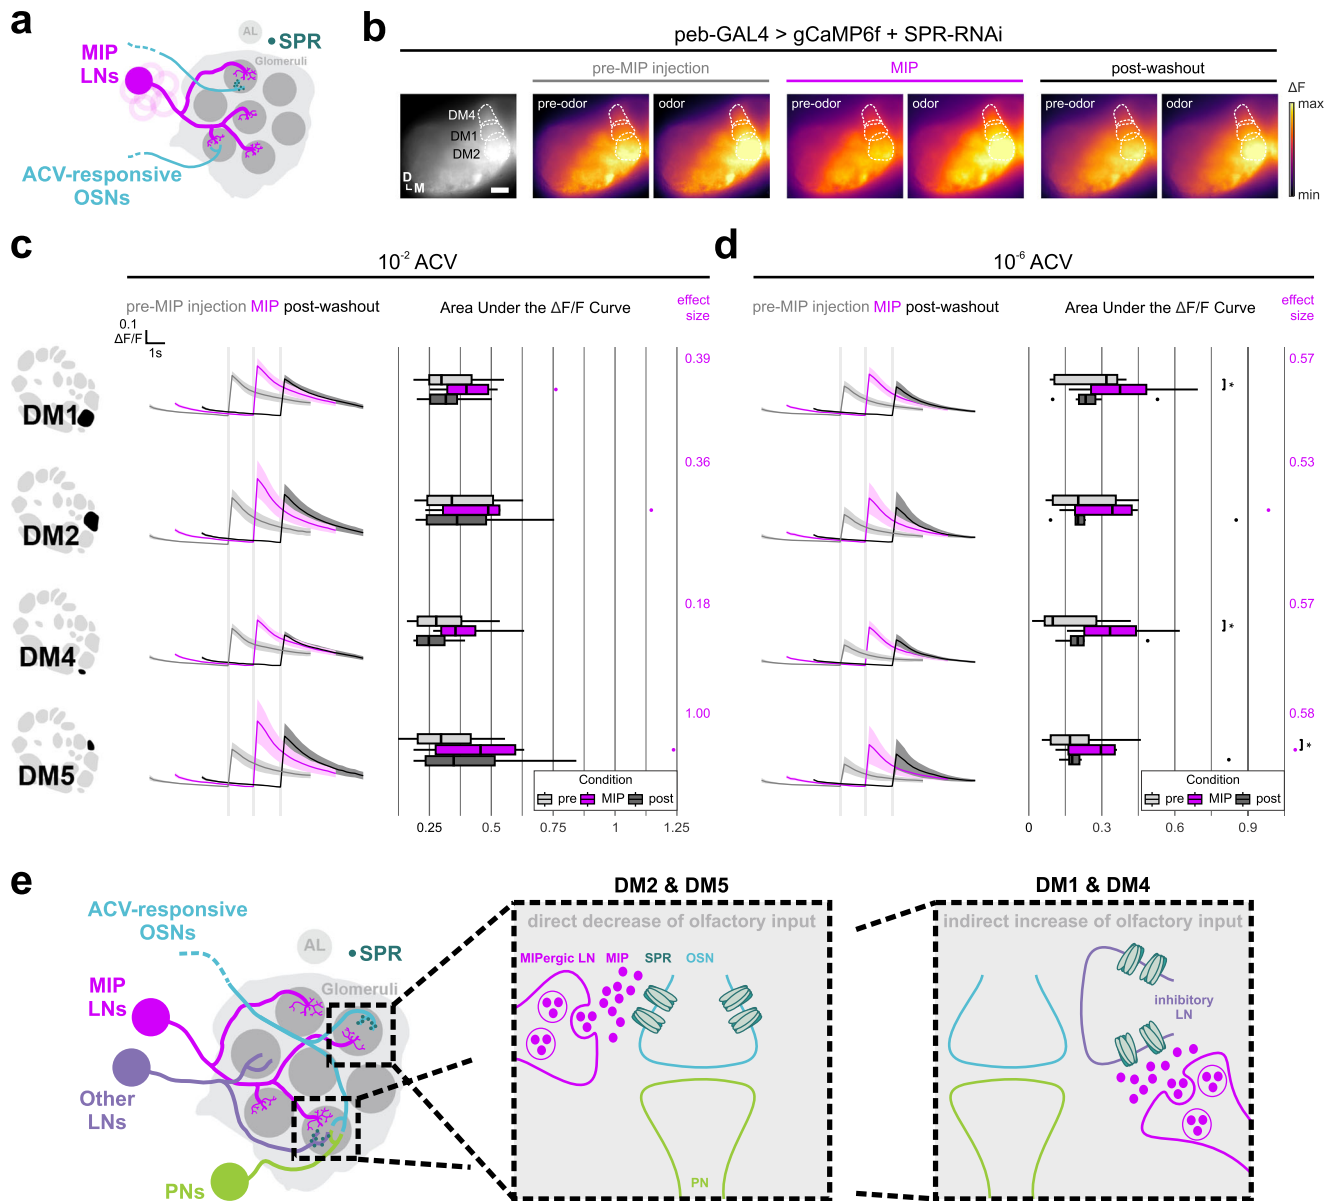 a
AL
SPR
MIP
LNs
Glomeruli
ACV-responsive
OSNs
b
peb-GAL4 > gCaMP6f + SPR-RNAi
pre-MIP injection
MIP
post-washout
ΔF
max
min
DM4
DM1
DM2
D
M
pre-odor
odor
pre-odor
odor
pre-odor
odor
c
10-2 ACV
pre-MIP injection MIP post-washout
Area Under the ΔF/F Curve
effect
size
0.1
ΔF/F
1s
DM1
0.39
DM2
0.36
DM4
0.18
DM5
1.00
Condition
pre MIP post
0.25 0.5 0.75 1 1.25
d
10-6 ACV
pre-MIP injection MIP post-washout
Area Under the ΔF/F Curve
effect
size
0.57
*
0.53
0.57
*
0.58
*
Condition
pre MIP post
0 0.3 0.6 0.9
e
ACV-responsive
OSNs
AL
SPR
MIP
LNs
Glomeruli
Other
LNs
PNs
DM2 & DM5
direct decrease of olfactory input
MIPergic LN MIP SPR OSN
PN
DM1 & DM4
indirect increase of olfactory input
inhibitory
LN